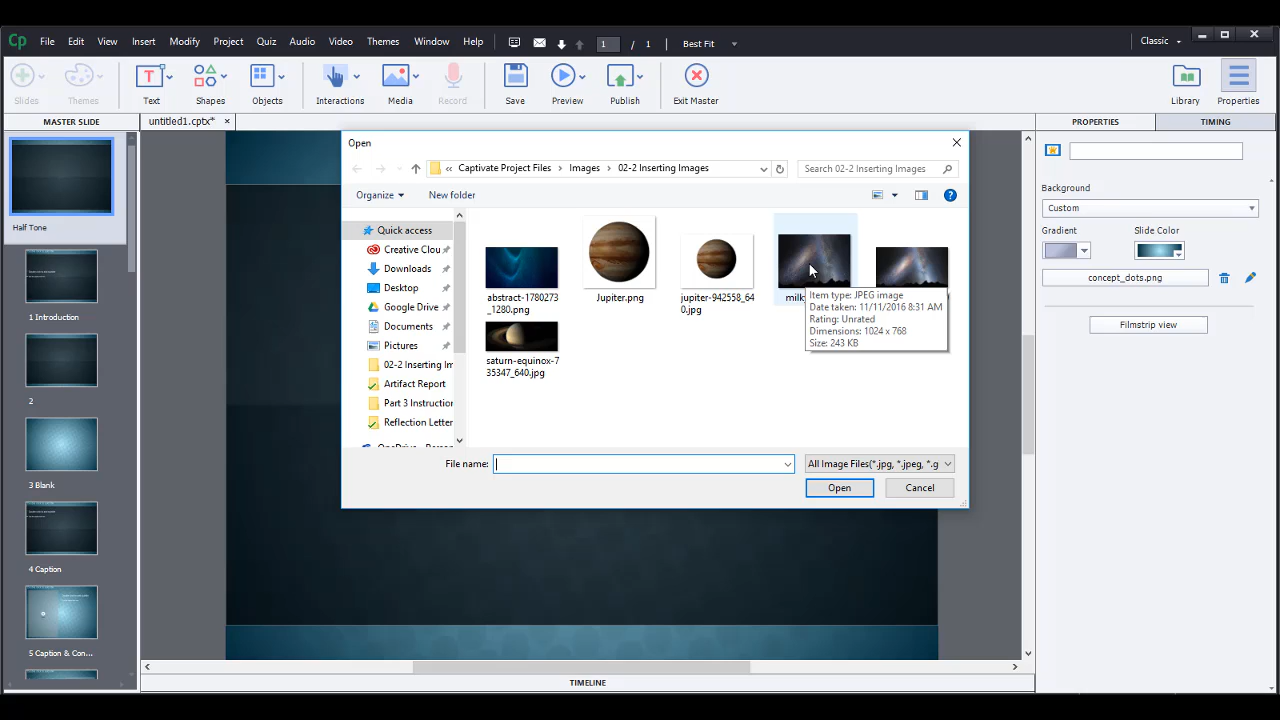 Cp File Edit View Insert Modify Project Quiz Audio Video Themes Window Help 1 / 1 Best Fit Classic
Slides Themes Text Shapes Objects Interactions Media Record Save Preview Publish Exit Master Library Properties
MASTER SLIDE untitled1.cptx* PROPERTIES TIMING
Half Tone
1 Introduction
2
3 Blank
4 Caption
5 Caption & Con...
Open
« Captivate Project Files Images 02-2 Inserting Images Search 02-2 Inserting Images
Organize New folder
Quick access
Creative Clou
Downloads
Desktop
Google Drive
Documents
Pictures
02-2 Inserting Im
Artifact Report
Part 3 Instruction
Reflection Letter
abstract-1780273
_1280.png
Jupiter.png
jupiter-942558_64
0.jpg
milk
saturn-equinox-7
35347_640.jpg
Item type: JPEG image
Date taken: 11/11/2016 8:31 AM
Rating: Unrated
Dimensions: 1024 x 768
Size: 243 KB
File name: All Image Files(*.jpg, *.jpeg, *.g
Open Cancel
Background
Custom
Gradient Slide Color
concept_dots.png
Filmstrip view
TIMELINE